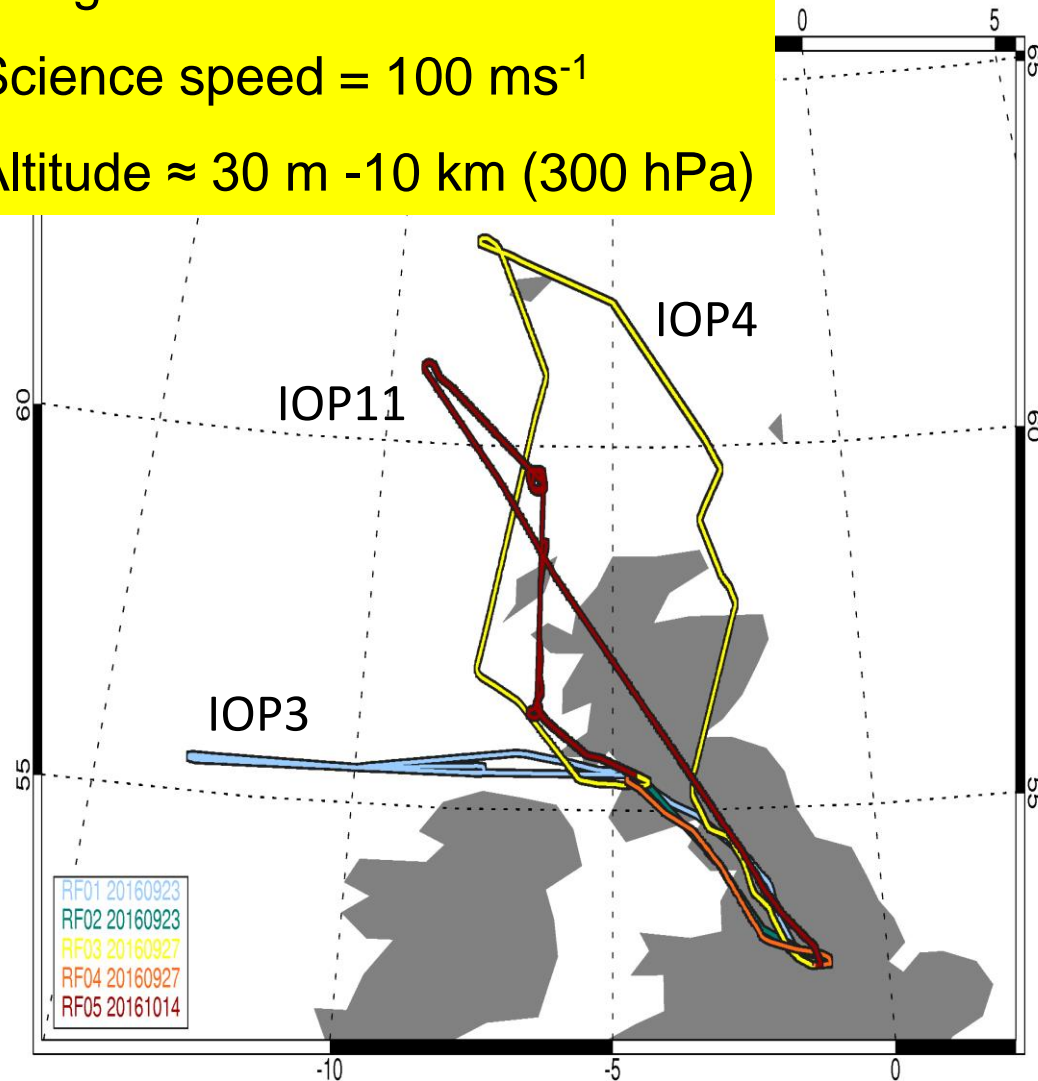 Science speed = 100 ms-1
Altitude ≈ 30 m -10 km (300 hPa)
0
5
65
IOP4
IOP11
60
60
IOP3
55
55
RF01 20160923
RF02 20160923
RF03 20160927
RF04 20160927
RF05 20161014
-10
-5
0